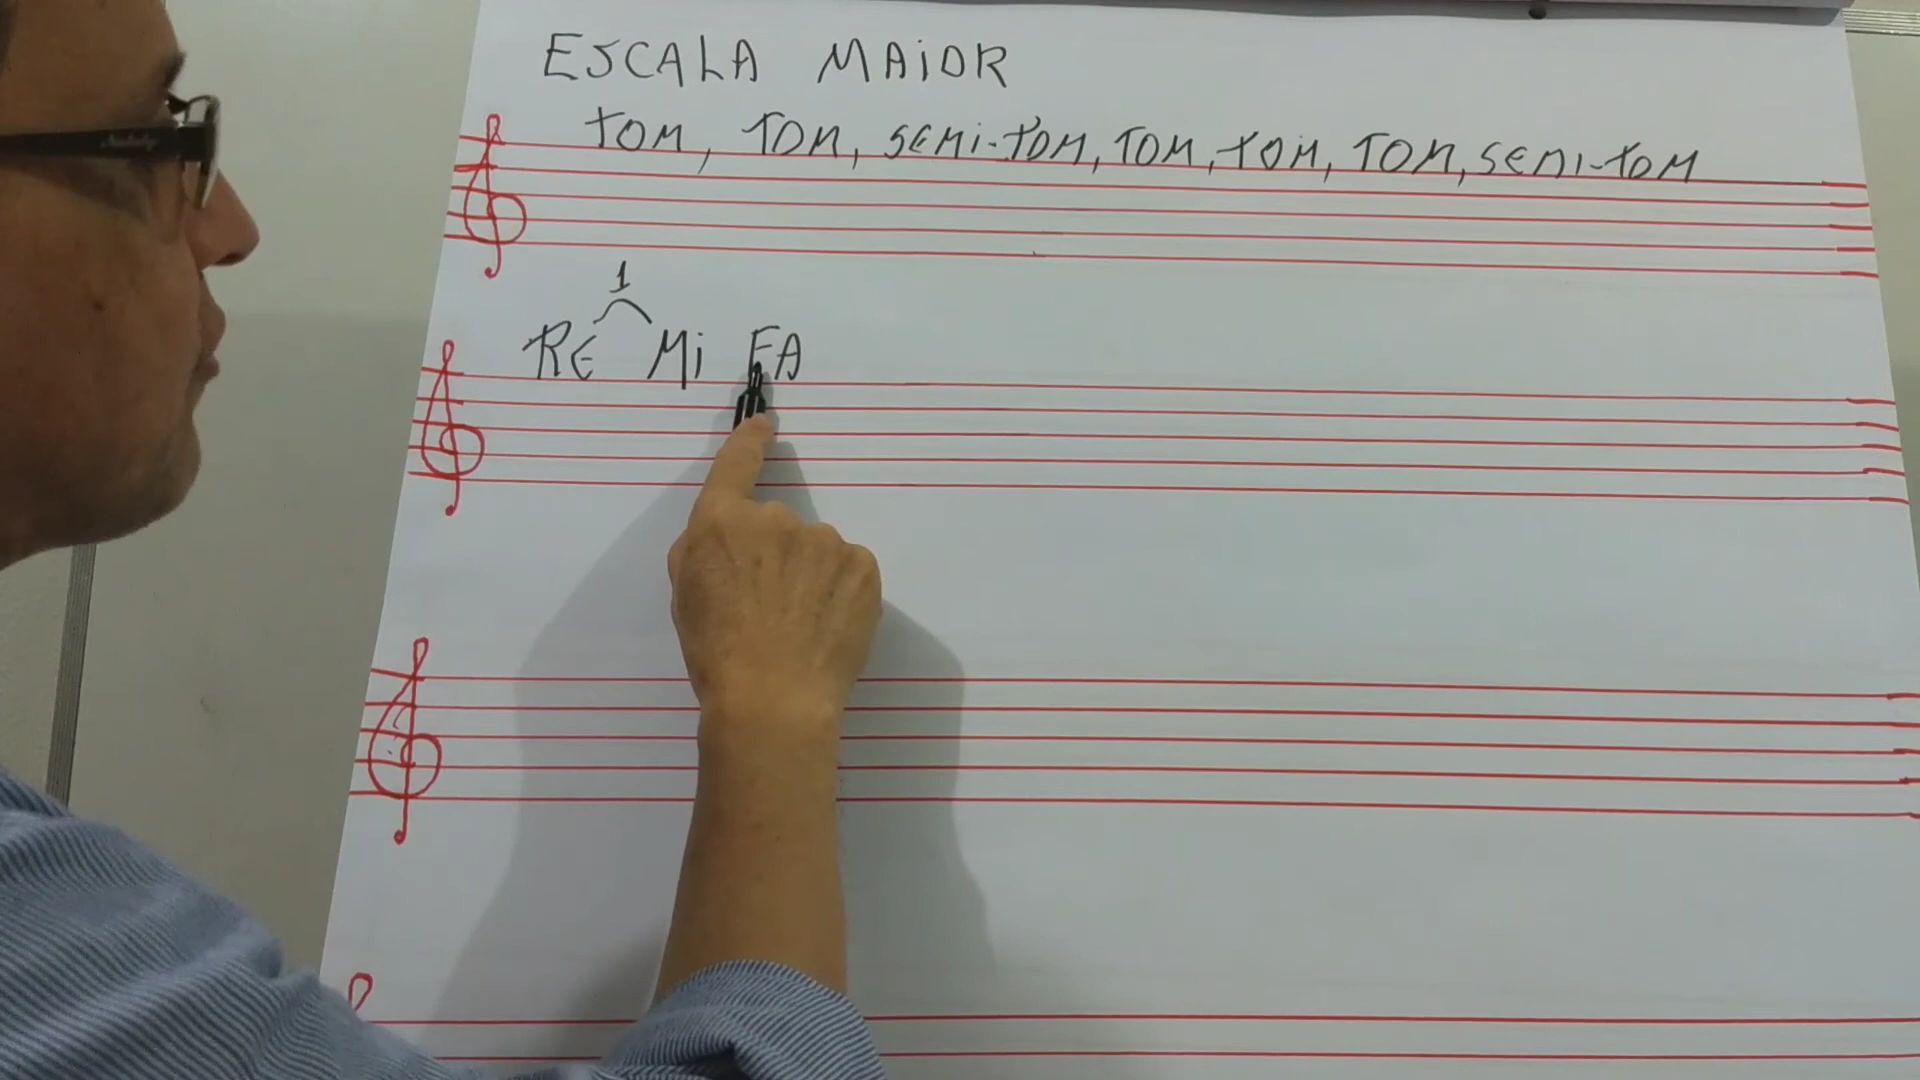 ESCALA MAiOR
TOM, TOM, SEMi-TOM, TOM, TOM, TOM, SEMI-TOM
1
RE Mi FA